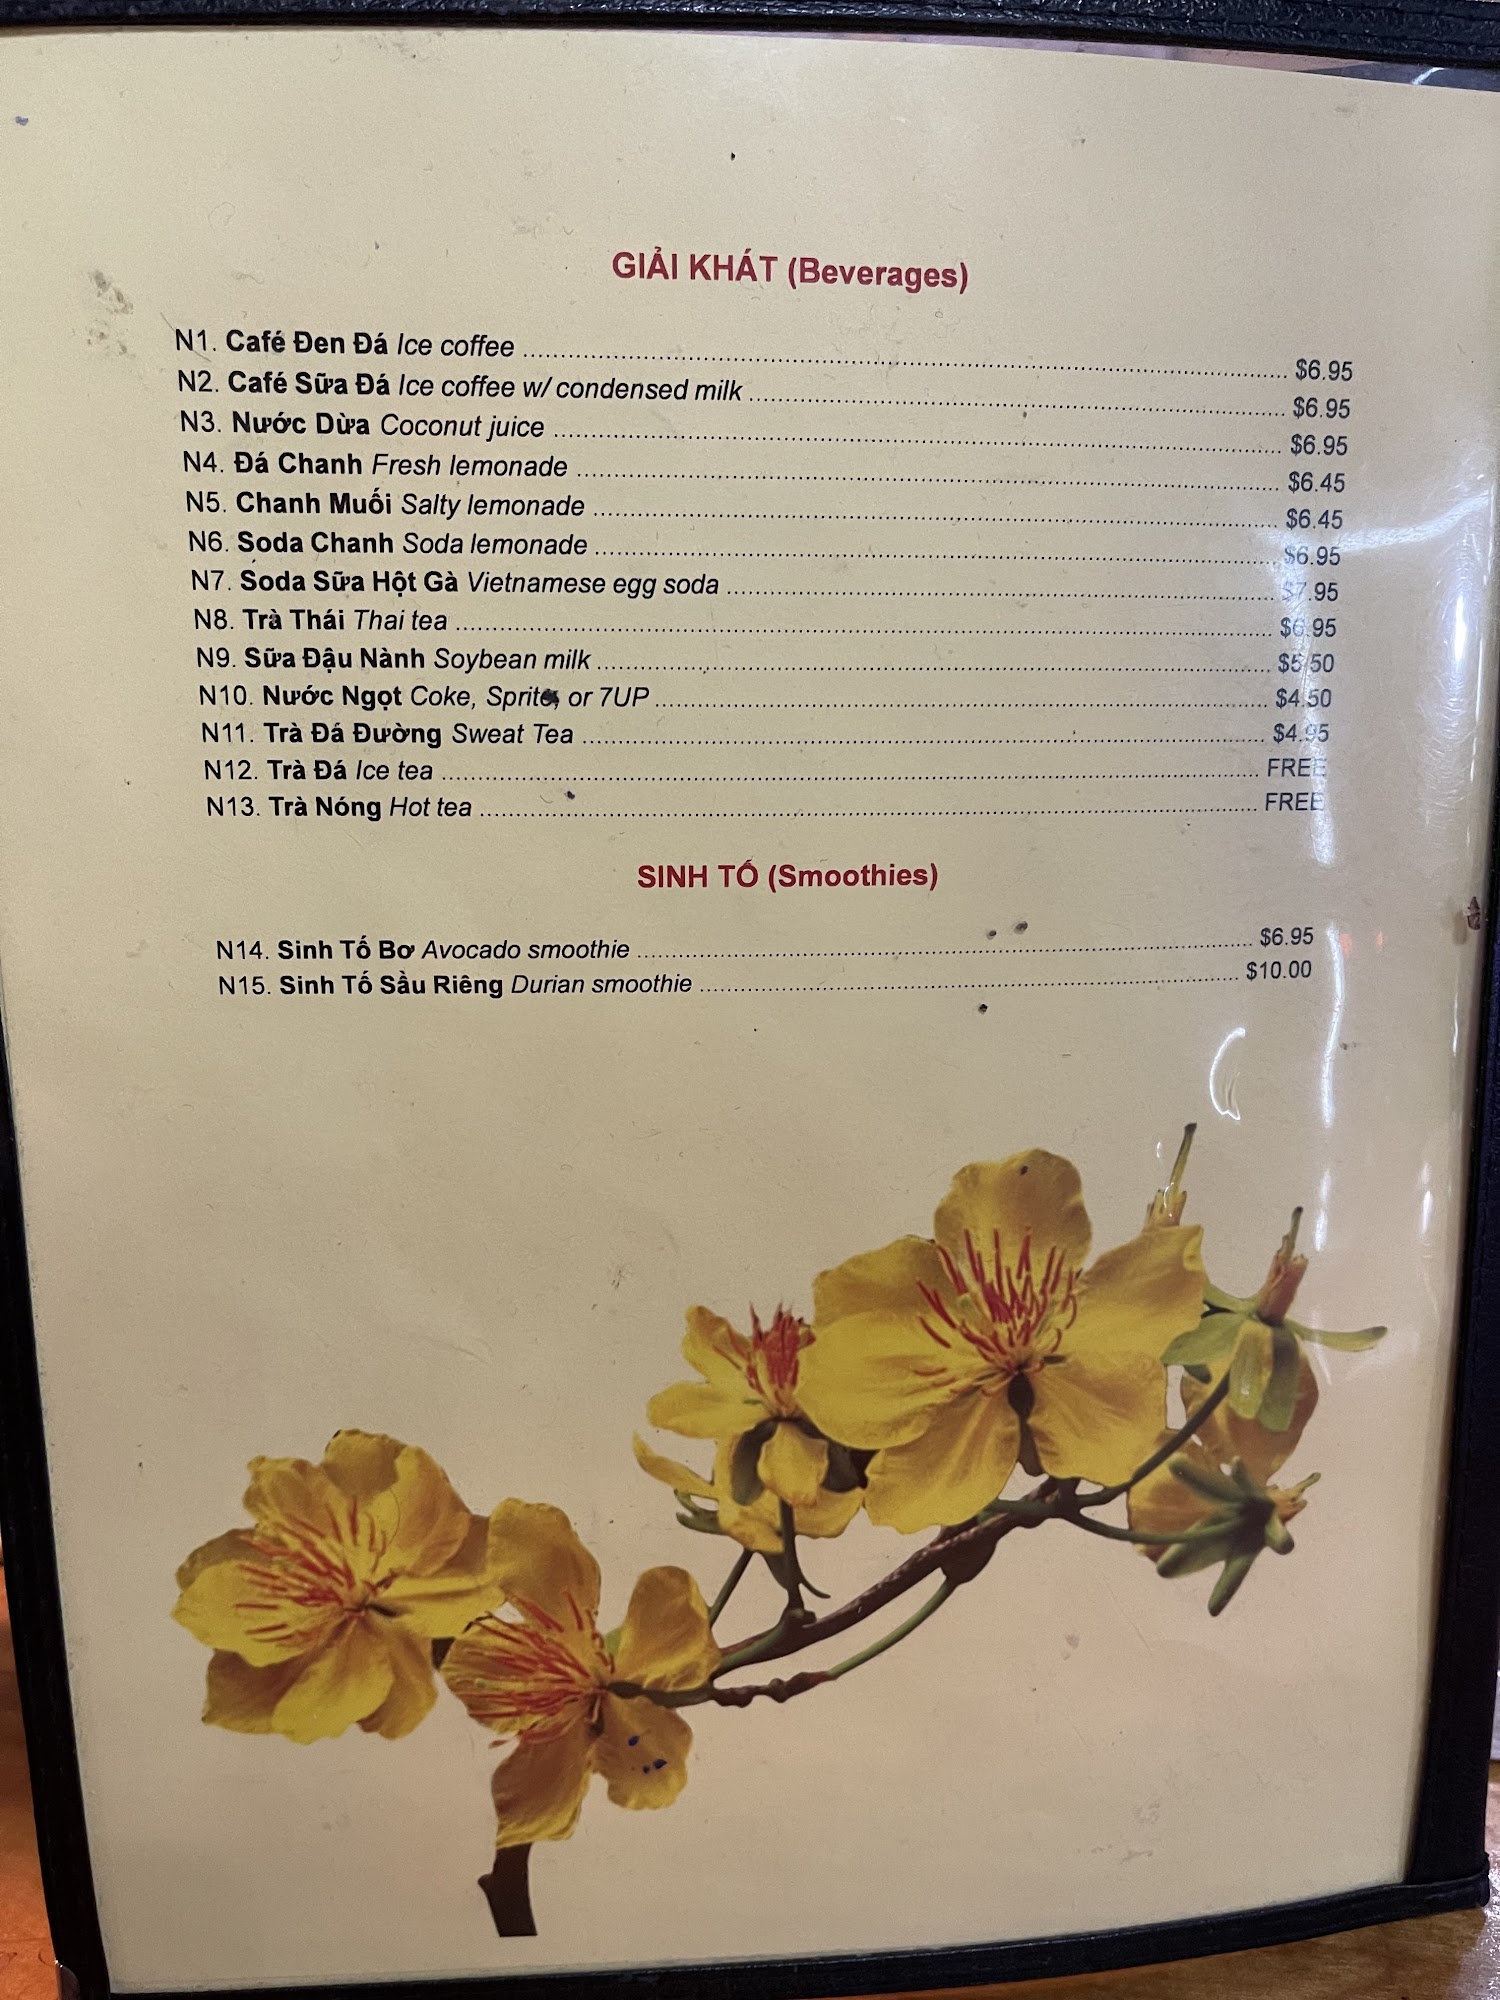 GIẢI KHÁT (Beverages)
N1. Café Đen Đá Ice coffee $6.95
N2. Café Sữa Đá Ice coffee w/ condensed milk $6.95
N3. Nước Dừa Coconut juice $6.95
N4. Đá Chanh Fresh lemonade $6.45
N5. Chanh Muối Salty lemonade $6.45
N6. Soda Chanh Soda lemonade $6.95
N7. Soda Sữa Hột Gà Vietnamese egg soda $7.95
N8. Trà Thái Thai tea $6.95
N9. Sữa Đậu Nành Soybean milk $5.50
N10. Nước Ngọt Coke, Sprite, or 7UP $4.50
N11. Trà Đá Đường Sweat Tea $4.95
N12. Trà Đá Ice tea FREE
N13. Trà Nóng Hot tea FREE
SINH TỐ (Smoothies)
N14. Sinh Tố Bơ Avocado smoothie $6.95
N15. Sinh Tố Sầu Riêng Durian smoothie $10.00